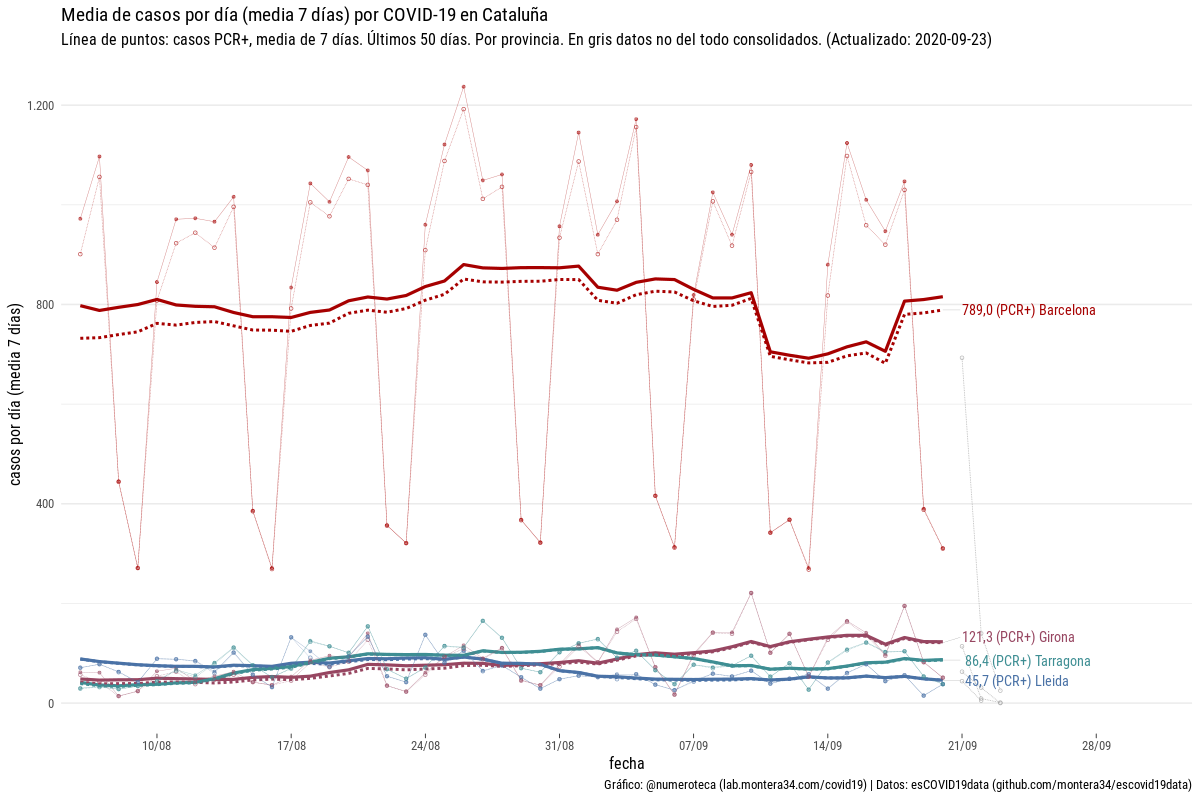 Media de casos por día (media 7 días) por COVID-19 en Cataluña
Línea de puntos: casos PCR+, media de 7 días. Últimos 50 días. Por provincia. En gris datos no del todo consolidados. (Actualizado: 2020-09-23)
casos por día (media 7 días)
1.200
800
400
0
789,0 (PCR+) Barcelona
121,3 (PCR+) Girona
86,4 (PCR+) Tarragona
45,7 (PCR+) Lleida
10/08
17/08
24/08
31/08
07/09
14/09
21/09
28/09
fecha
Gráfico: @numeroteca (lab.montera34.com/covid19) | Datos: esCOVID19data (github.com/montera34/escovid19data)